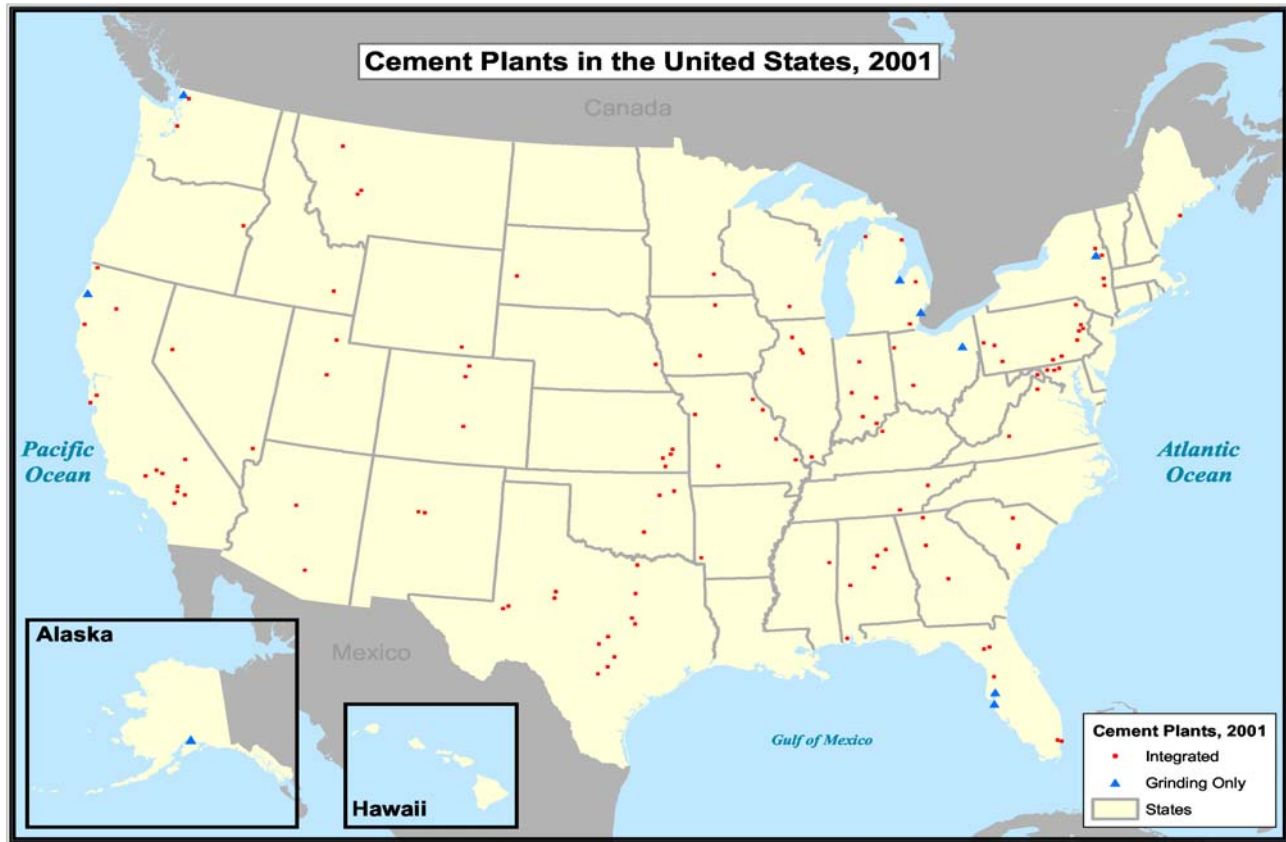 Cement Plants in the United States, 2001
Canada
Pacific
Ocean
Atlantic
Ocean
Mexico
Gulf of Mexico
Alaska
Hawaii
Cement Plants, 2001
Integrated
Grinding Only
States